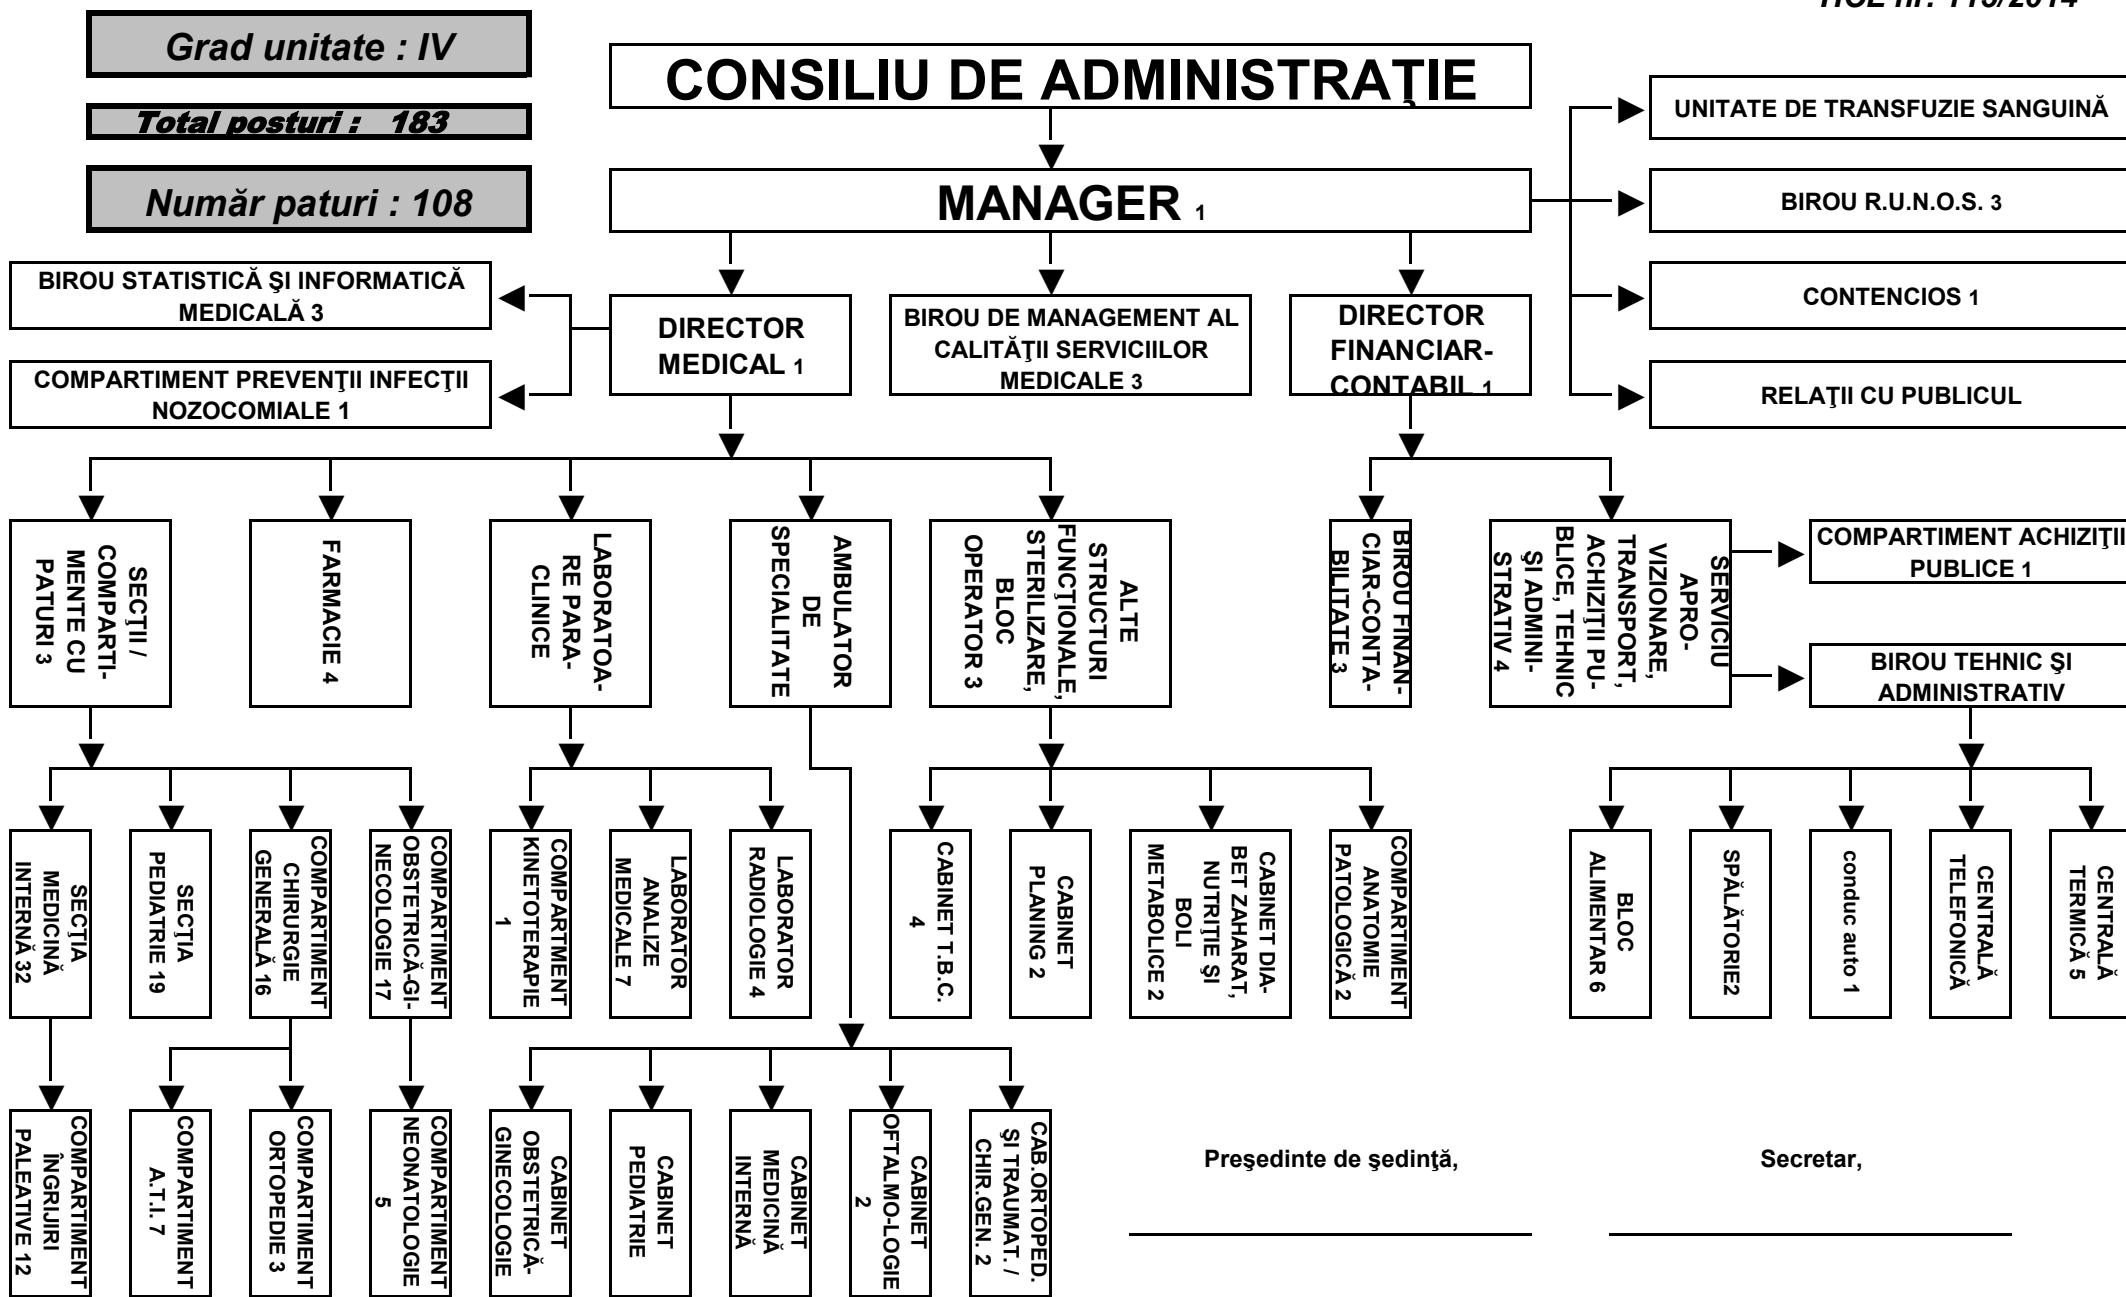 HCL nr. 115/2014
Grad unitate : IV
Total posturi : 183
Număr paturi : 108
CONSILIU DE ADMINISTRAŢIE
MANAGER 1
UNITATE DE TRANSFUZIE SANGUINĂ
BIROU R.U.N.O.S. 3
CONTENCIOS 1
RELAŢII CU PUBLICUL
BIROU STATISTICĂ ŞI INFORMATICĂ
MEDICALĂ 3
COMPARTIMENT PREVENŢII INFECŢII
NOZOCOMIALE 1
DIRECTOR
MEDICAL 1
BIROU DE MANAGEMENT AL
CALITĂŢII SERVICIILOR
MEDICALE 3
DIRECTOR
FINANCIAR-
CONTABIL 1
SECŢII /
COMPARTI-
MENTE CU
PATURI 3
FARMACIE 4
LABORATOA-
RE PARA-
CLINICE
AMBULATOR
DE
SPECIALITATE
ALTE
STRUCTURI
FUNCŢIONALE,
STERILIZARE,
BLOC
OPERATOR 3
BIROU FINAN-
CIAR-CONTA-
BILITATE 3
SERVICIU
APRO-
VIZIONARE,
TRANSPORT,
ACHIZIŢII PU-
BLICE, TEHNIC
ŞI ADMINI-
STRATIV 4
COMPARTIMENT ACHIZIŢII
PUBLICE 1
BIROU TEHNIC ŞI
ADMINISTRATIV
SECŢIA
MEDICINĂ
INTERNĂ 32
SECŢIA
PEDIATRIE 19
COMPARTIMENT
CHIRURGIE
GENERALĂ 16
COMPARTIMENT
OBSTETRICĂ-GI-
NECOLOGIE 17
COMPARTMENT
KINETOTERAPIE
1
LABORATOR
ANALIZE
MEDICALE 7
LABORATOR
RADIOLOGIE 4
CABINET T.B.C.
4
CABINET
PLANING 2
CABINET DIA-
BET ZAHARAT,
NUTRIŢIE ŞI
BOLI
METABOLICE 2
COMPARTIMENT
ANATOMIE
PATOLOGICĂ 2
BLOC
ALIMENTAR 6
SPĂLĂTORIE2
conduc auto 1
CENTRALĂ
TELEFONICĂ
CENTRALĂ
TERMICĂ 5
COMPARTIMENT
ÎNGRIJIRI
PALEATIVE 12
COMPARTIMENT
A.T.I. 7
COMPARTIMENT
ORTOPEDIE 3
COMPARTIMENT
NEONATOLOGIE
5
CABINET
OBSTETRICĂ-
GINECOLOGIE
CABINET
PEDIATRIE
CABINET
MEDICINĂ
INTERNĂ
CABINET
OFTALMO-LOGIE
2
CAB.ORTOPED.
ŞI TRAUMAT. /
CHIR.GEN. 2
Preşedinte de şedinţă,
Secretar,